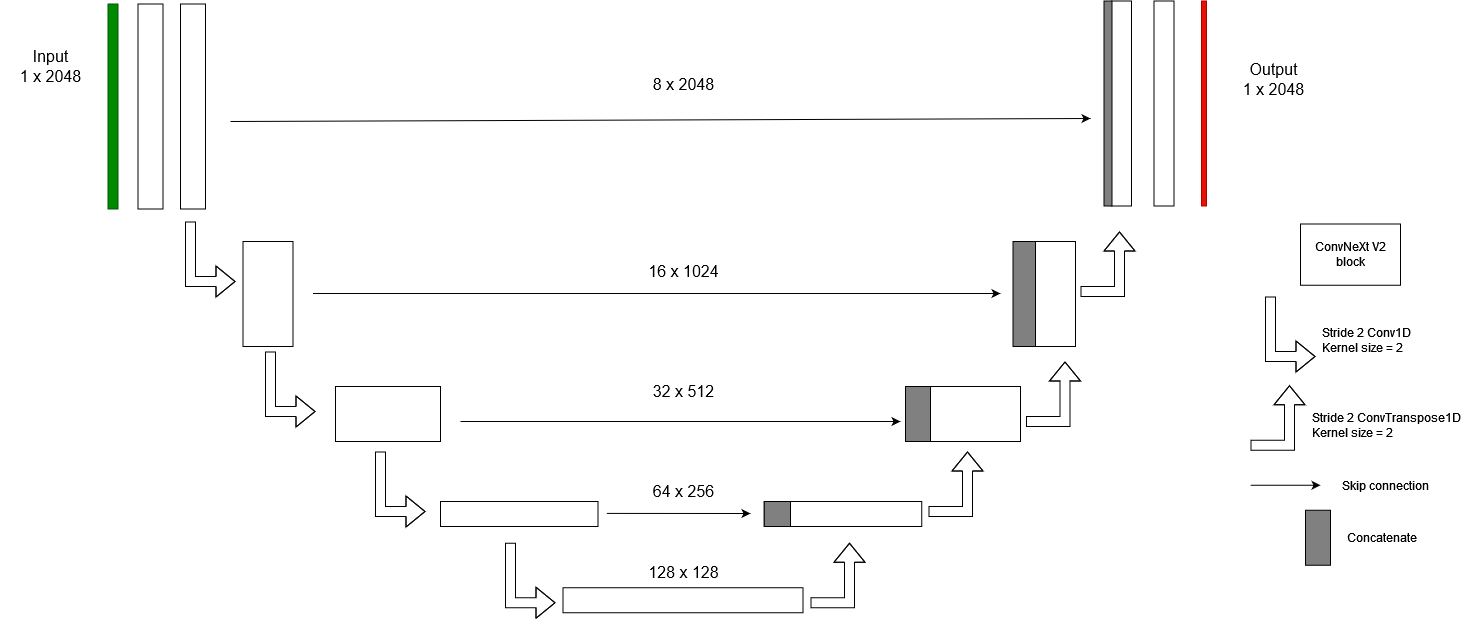 Input
1 x 2048
8 x 2048
Output
1 x 2048
16 x 1024
32 x 512
64 x 256
128 x 128
ConvNeXt V2
block
Stride 2 Conv1D
Kernel size = 2
Stride 2 ConvTranspose1D
Kernel size = 2
Skip connection
Concatenate